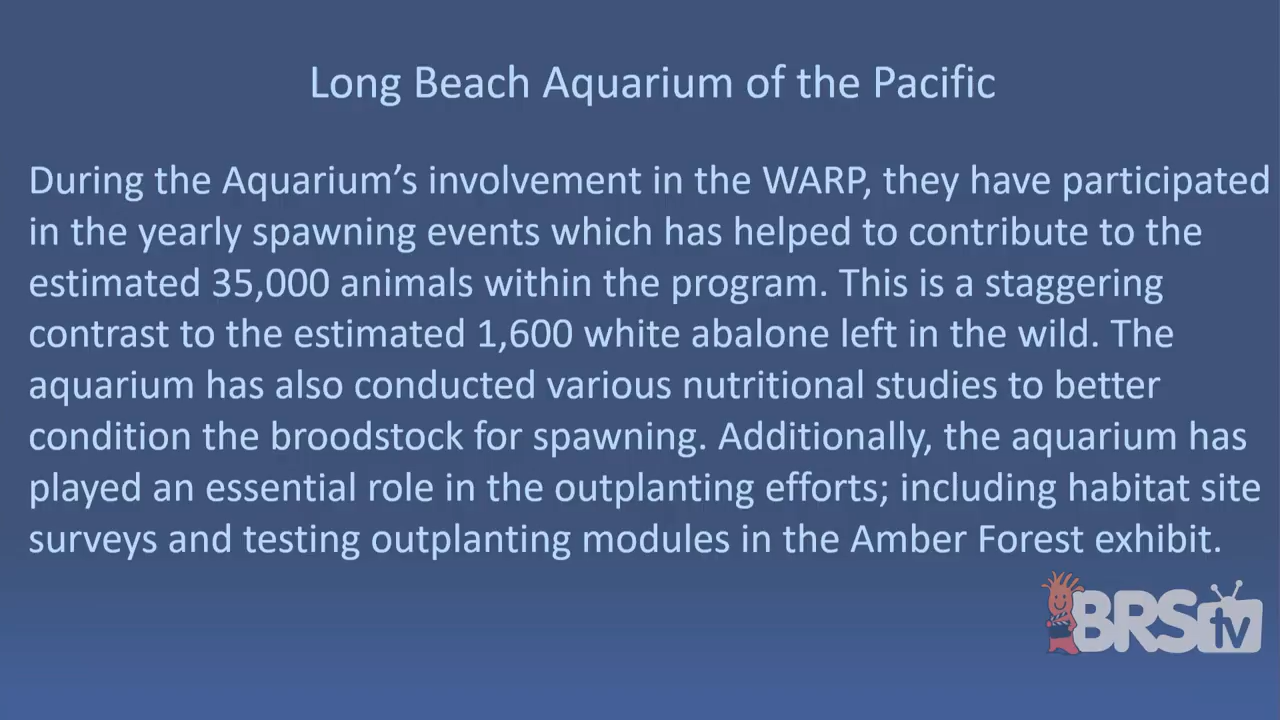 Long Beach Aquarium of the Pacific
During the Aquarium’s involvement in the WARP, they have participated
in the yearly spawning events which has helped to contribute to the
estimated 35,000 animals within the program. This is a staggering
contrast to the estimated 1,600 white abalone left in the wild. The
aquarium has also conducted various nutritional studies to better
condition the broodstock for spawning. Additionally, the aquarium has
played an essential role in the outplanting efforts; including habitat site
surveys and testing outplanting modules in the Amber Forest exhibit.
BRS tv